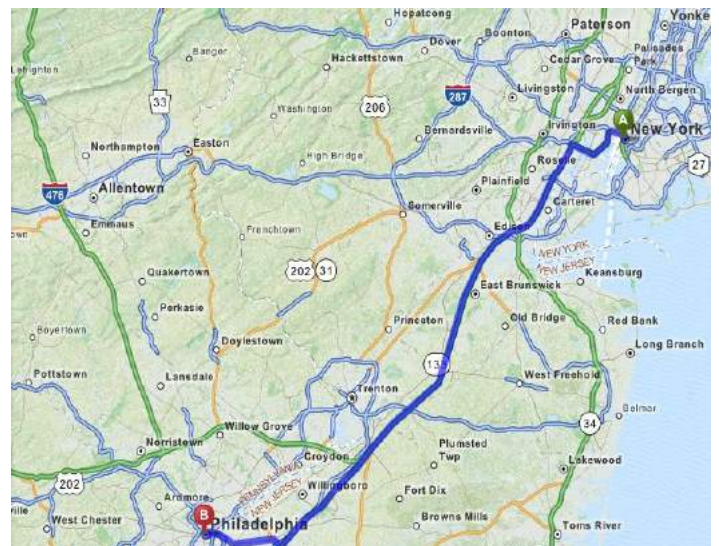 Hopatcong
Paterson
Yonke
Boonton
Dover
Palisades
Park
Bangor
Hackettstown
Cedar Grove
Lehighton
Livingston
North Bergen
287
33
206
Washington
A
Irvington
New York
Bernardsville
Easton
Northampton
High Bridge
Roselle
27
Plainfield
476
Allentown
Carteret
Somerville
Emmaus
Frenchtown
Edison
NEW YORK
NEW JERSEY
202 31
Quakertown
Keansburg
East Brunswick
Perkasie
Princeton
Old Bridge
Red Bank
Boyertown
Doylestown
Long Branch
133
Pottstown
Lansdale
West Freehold
Trenton
Belmar
34
Norristown
Willow Grove
Plumsted
Twp
Croydon
Lakewood
202
PENNSYLVANIA
NEW JERSEY
Willingboro
Ardmore
Fort Dix
ville
B
West Chester
Philadelphia
Browns Mills
Toms River